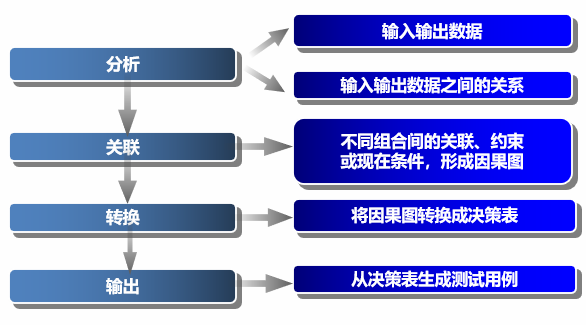 分析
输入输出数据
输入输出数据之间的关系
关联
不同组合间的关联、约束
或现在条件，形成因果图
转换
将因果图转换成决策表
输出
从决策表生成测试用例